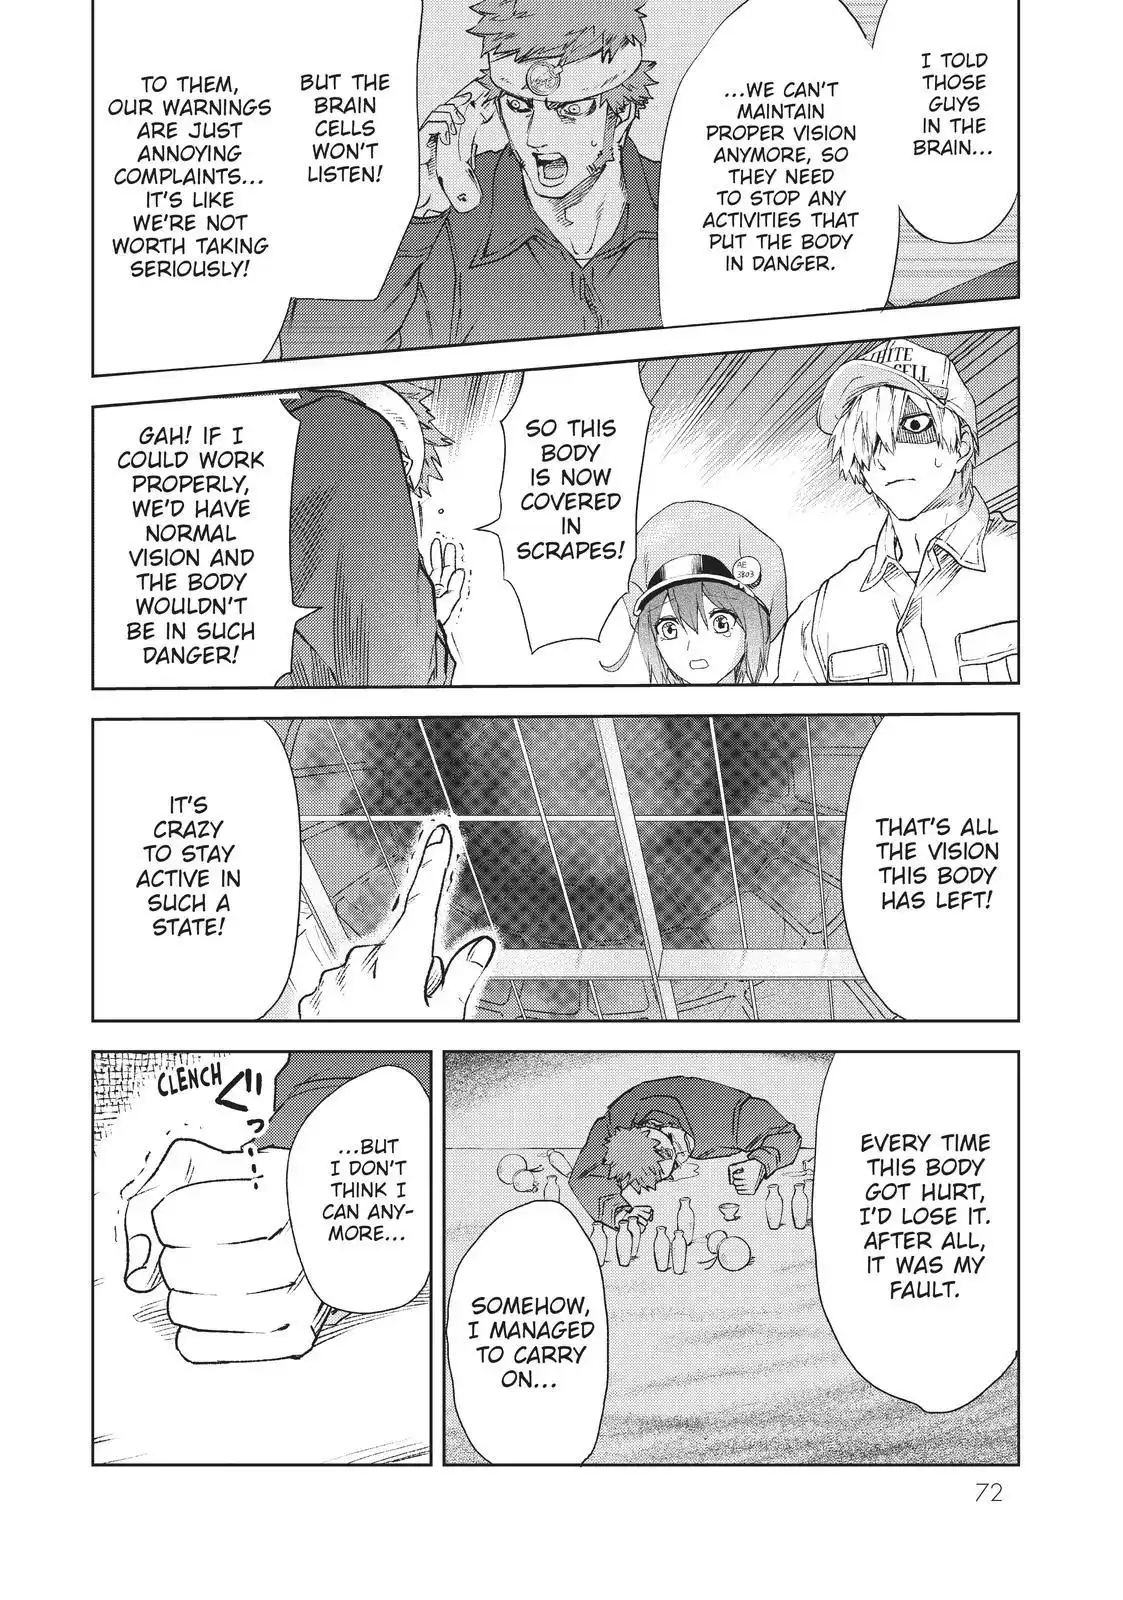 I TOLD
THOSE
GUYS
IN THE
BRAIN...
...WE CAN'T
MAINTAIN
PROPER VISION
ANYMORE, SO
THEY NEED
TO STOP ANY
ACTIVITIES THAT
PUT THE BODY
IN DANGER.
BUT THE
BRAIN
CELLS
WON'T
LISTEN!
TO THEM,
OUR WARNINGS
ARE JUST
ANNOYING
COMPLAINTS...
IT'S LIKE
WE'RE NOT
WORTH TAKING
SERIOUSLY!
WHITE
CELL
AE
3803
SO THIS
BODY
IS NOW
COVERED
IN
SCRAPES!
GAH! IF I
COULD WORK
PROPERLY,
WE'D HAVE
NORMAL
VISION AND
THE BODY
WOULDN'T
BE IN SUCH
DANGER!
THAT'S ALL
THE VISION
THIS BODY
HAS LEFT!
IT'S
CRAZY
TO STAY
ACTIVE IN
SUCH A
STATE!
EVERY TIME
THIS BODY
GOT HURT,
I'D LOSE IT.
AFTER ALL,
IT WAS MY
FAULT.
SOMEHOW,
I MANAGED
TO CARRY
ON...
...BUT
I DON'T
THINK I
CAN ANY-
MORE...
CLENCH
ぐっ
72